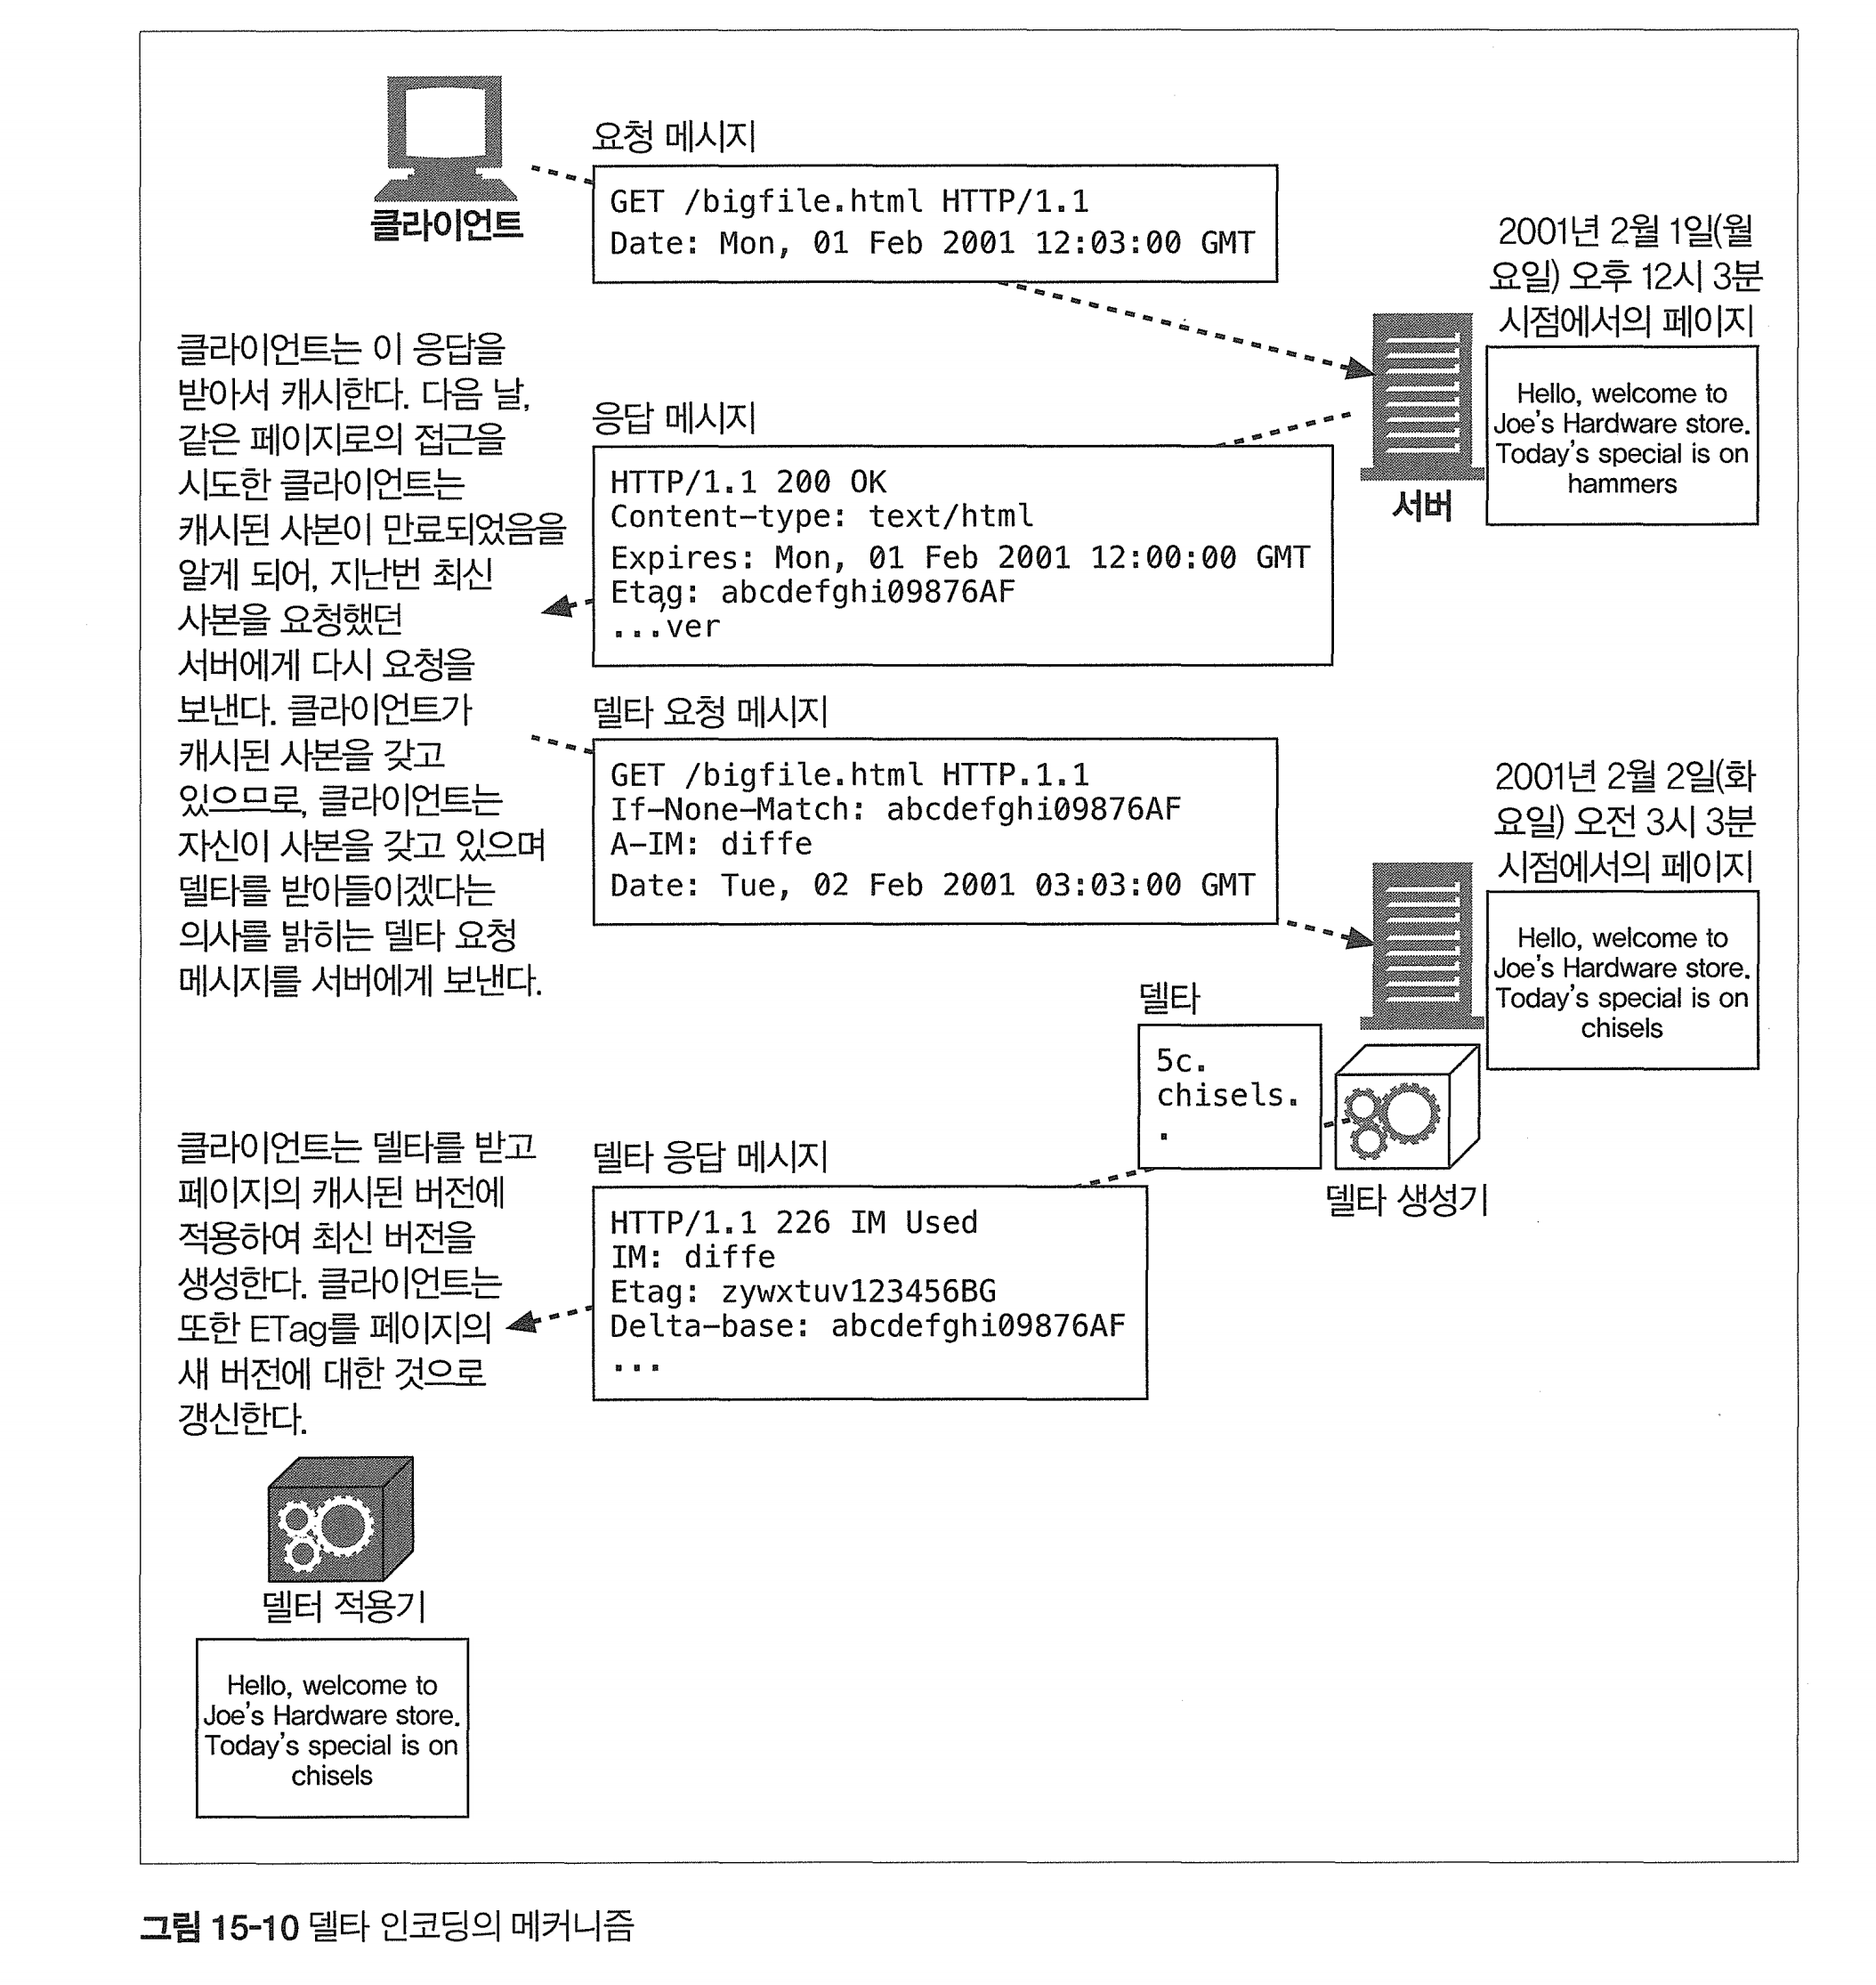 클라이언트
요청 메시지
GET /bigfile.html HTTP/1.1
Date: Mon, 01 Feb 2001 12:03:00 GMT
2001년 2월 1일(월
요일) 오후 12시 3분
시점에서의 페이지
Hello, welcome to
Joe's Hardware store.
Today's special is on
hammers
서버
클라이언트는 이 응답을
받아서 캐시한다. 다음 날,
같은 페이지로의 접근을
시도한 클라이언트는
캐시된 사본이 만료되었음을
알게 되어, 지난번 최신
사본을 요청했던
서버에게 다시 요청을
보낸다. 클라이언트가
캐시된 사본을 갖고
있으므로, 클라이언트는
자신이 사본을 갖고 있으며
델타를 받아들이겠다는
의사를 밝히는 델타 요청
메시지를 서버에게 보낸다.
응답 메시지
HTTP/1.1 200 OK
Content-type: text/html
Expires: Mon, 01 Feb 2001 12:00:00 GMT
Etag: abcdefghi09876AF
...ver
델타 요청 메시지
GET /bigfile.html HTTP.1.1
If-None-Match: abcdefghi09876AF
A-IM: diffe
Date: Tue, 02 Feb 2001 03:03:00 GMT
2001년 2월 2일(화
요일) 오전 3시 3분
시점에서의 페이지
Hello, welcome to
Joe's Hardware store.
Today's special is on
chisels
델타
5c.
chisels.
.
델타 생성기
클라이언트는 델타를 받고
페이지의 캐시된 버전에
적용하여 최신 버전을
생성한다. 클라이언트는
또한 ETag를 페이지의
새 버전에 대한 것으로
갱신한다.
델타 응답 메시지
HTTP/1.1 226 IM Used
IM: diffe
Etag: zywxtuv123456BG
Delta-base: abcdefghi09876AF
...
델터 적용기
Hello, welcome to
Joe's Hardware store.
Today's special is on
chisels
그림 15-10 델타 인코딩의 메커니즘